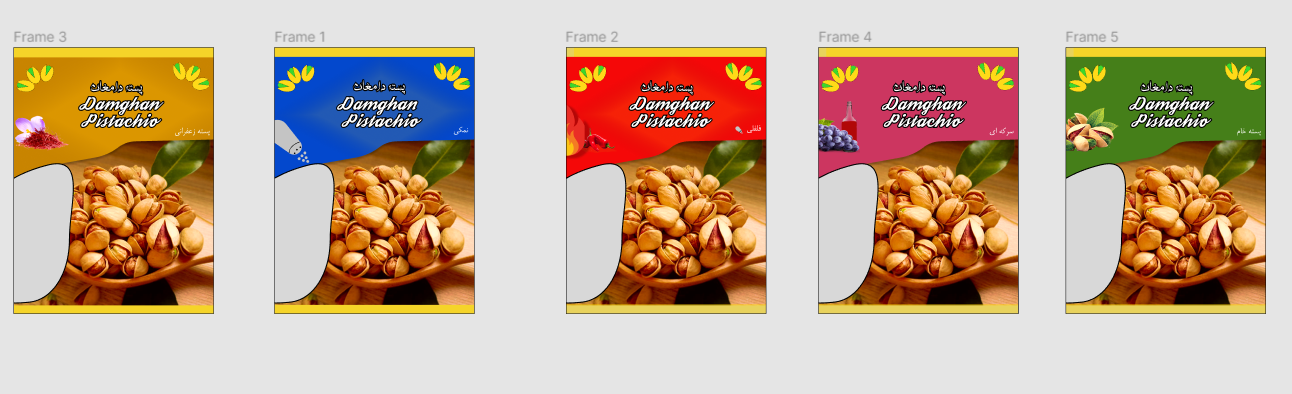 Frame 3
پسته دامغان
Damghan
Pistachio
پسته زعفرانی
Frame 1
پسته دامغان
Damghan
Pistachio
نمکی
Frame 2
پسته دامغان
Damghan
Pistachio
فلفلی
Frame 4
پسته دامغان
Damghan
Pistachio
سرکه ای
Frame 5
پسته دامغان
Damghan
Pistachio
پسته خام